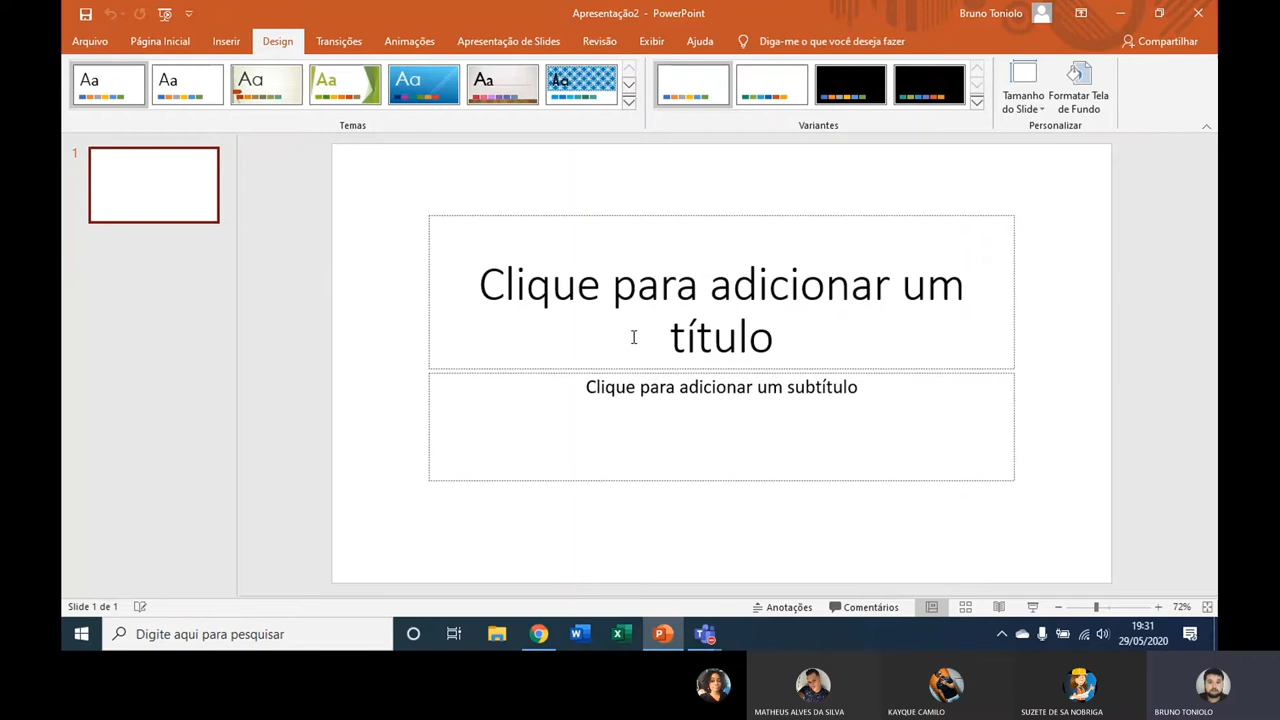 Apresentação2 - PowerPoint
Bruno Toniolo
Arquivo
Página Inicial
Inserir
Design
Transições
Animações
Apresentação de Slides
Revisão
Exibir
Ajuda
Diga-me o que você deseja fazer
Compartilhar
Aa
Aa
Aa
Aa
Aa
Aa
Aa
Tamanho
do Slide
Formatar Tela
de Fundo
Temas
Variantes
Personalizar
1
Clique para adicionar um
título
Clique para adicionar um subtítulo
Slide 1 de 1
Anotações
Comentários
72%
Digite aqui para pesquisar
19:31
29/05/2020
MATHEUS ALVES DA SILVA
KAYQUE CAMILO
SUZETE DE SA NOBRIGA
BRUNO TONIOLO